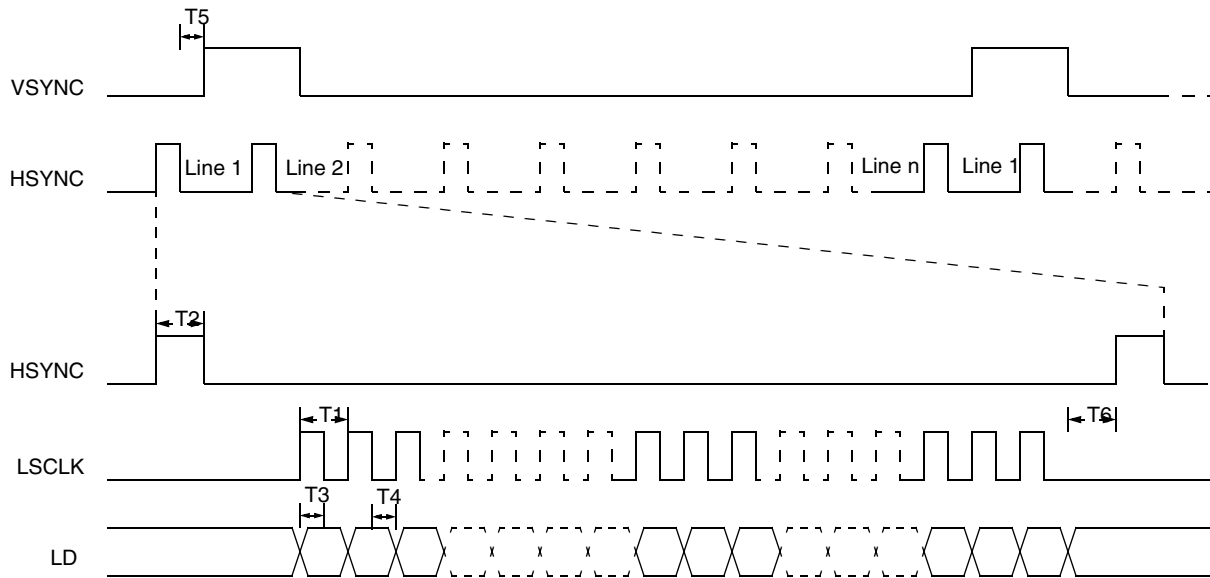 T5
VSYNC
HSYNC
Line 1
Line 2
Line n
Line 1
T2
HSYNC
T1
T6
LSCLK
T3
T4
LD